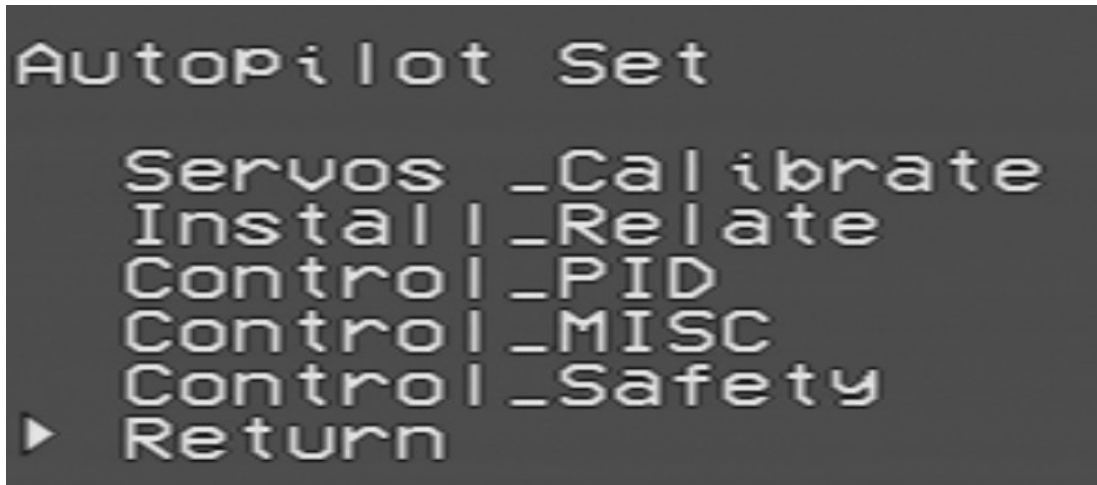 Autopilot Set
Servos _Calibrate
Install_Relate
Control_PID
Control_MISC
Control_Safety
Return